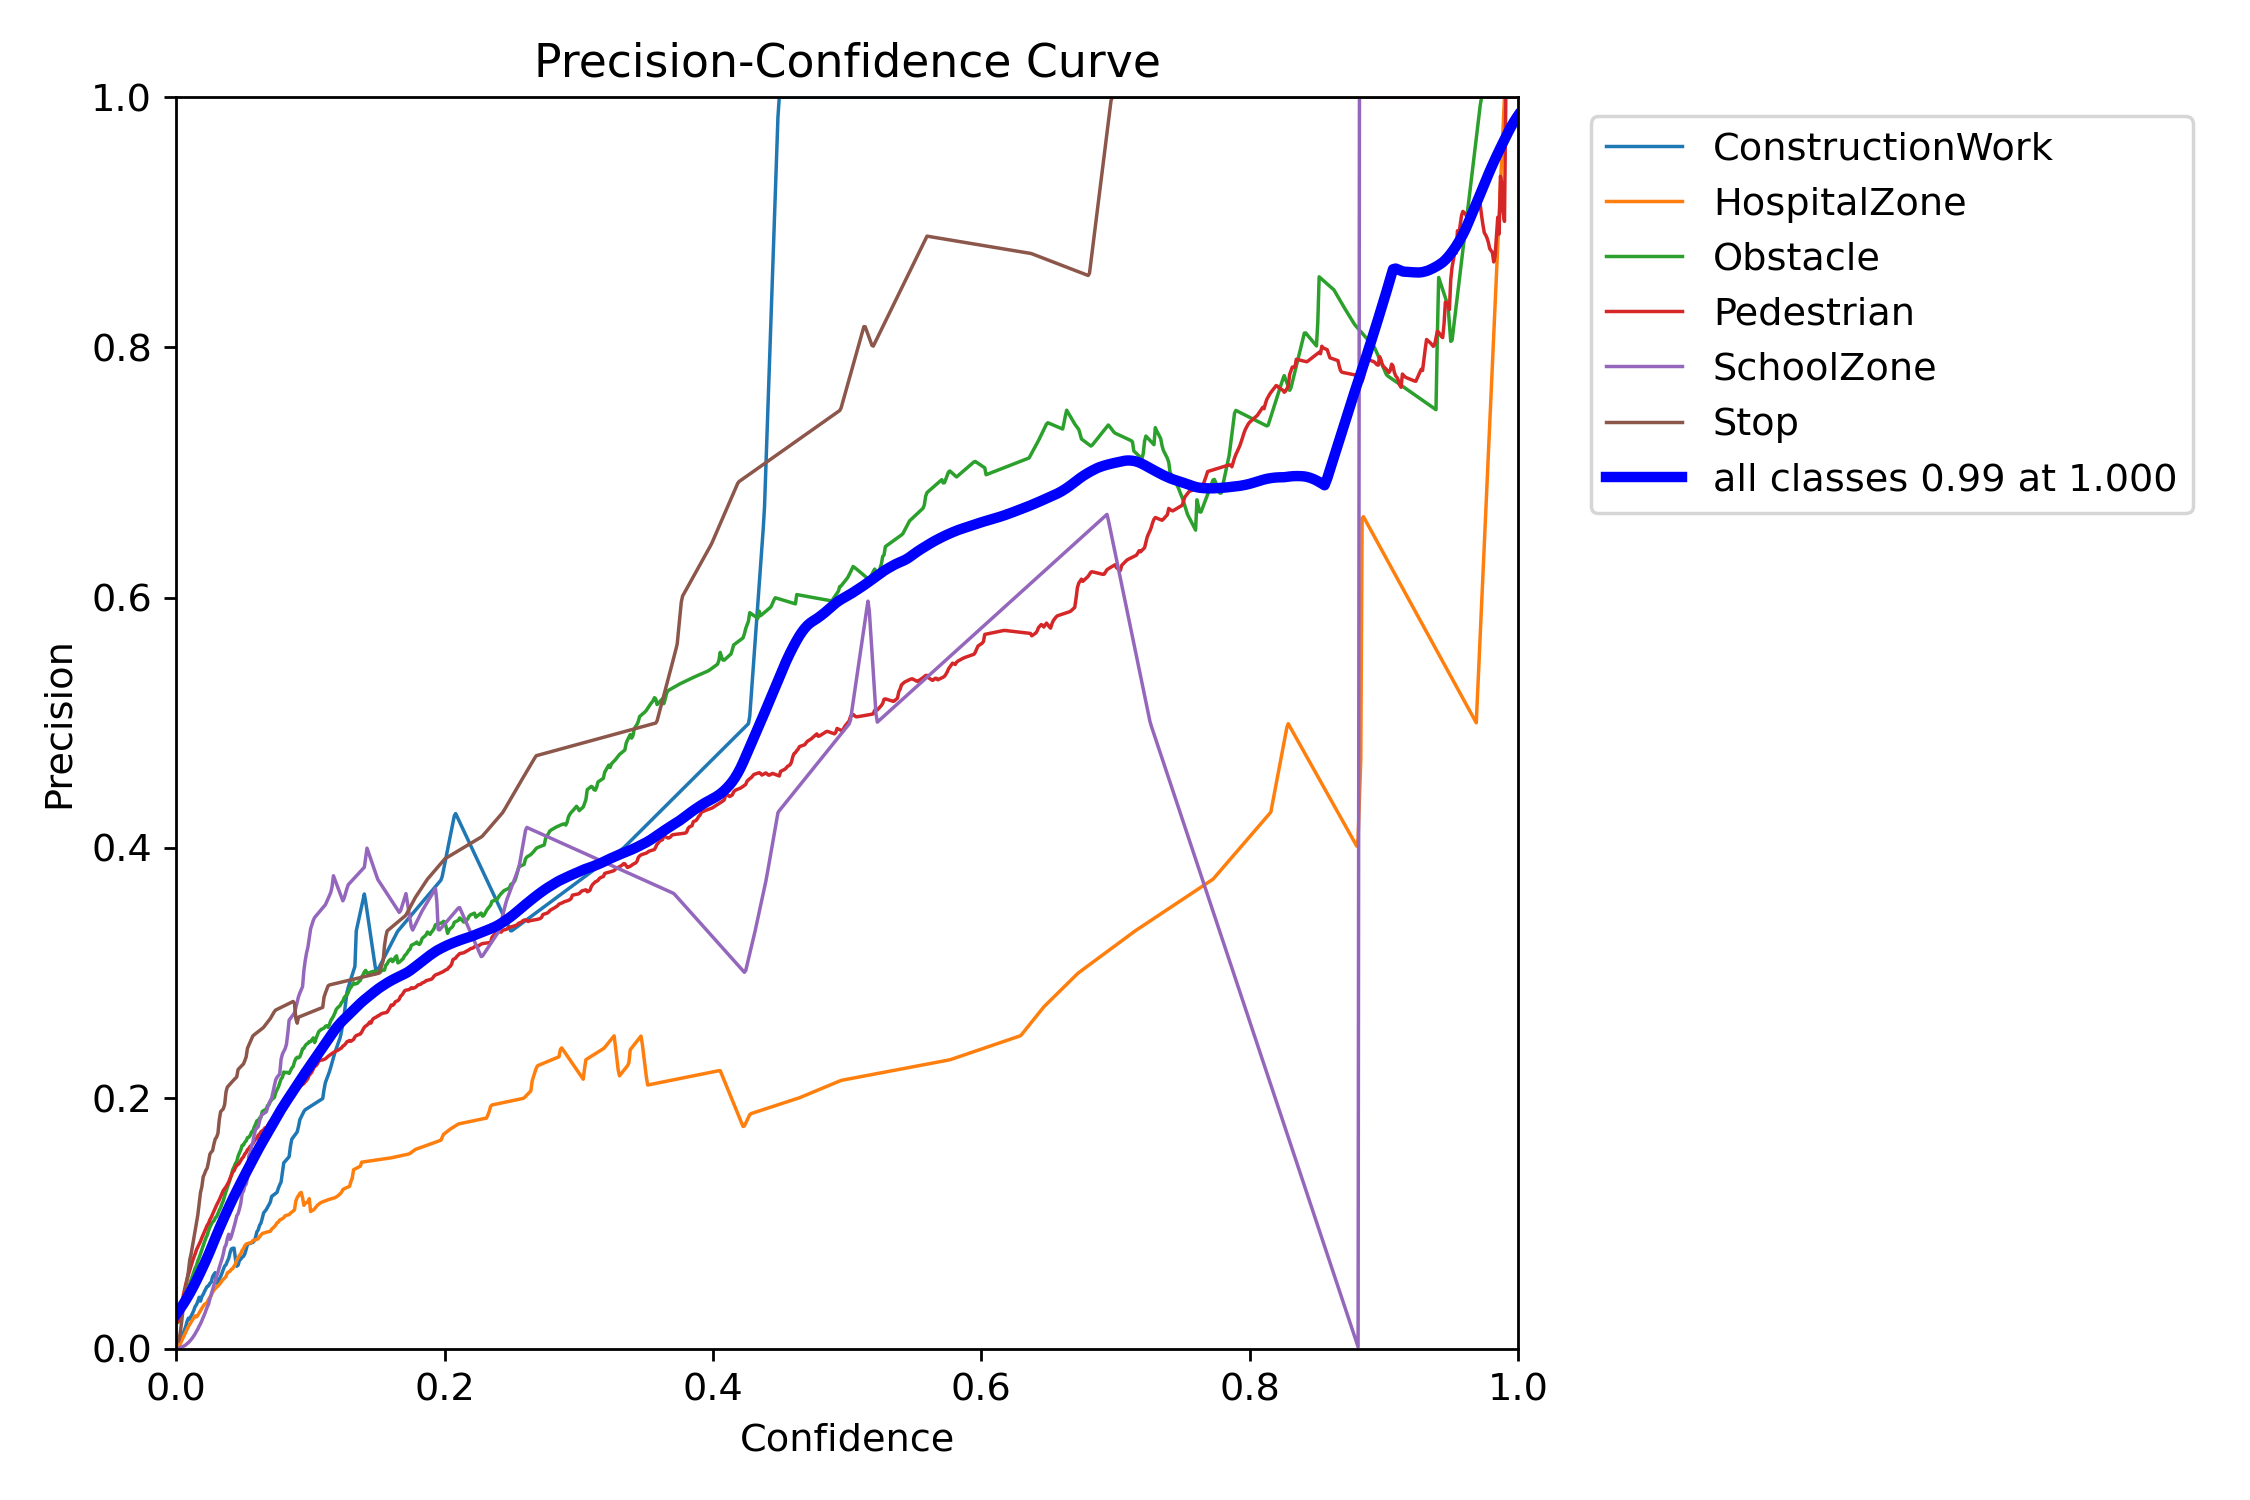 Precision-Confidence Curve
1.0
0.8
0.6
0.4
0.2
0.0
Precision
0.0 0.2 0.4 0.6 0.8 1.0
Confidence
ConstructionWork
HospitalZone
Obstacle
Pedestrian
SchoolZone
Stop
all classes 0.99 at 1.000